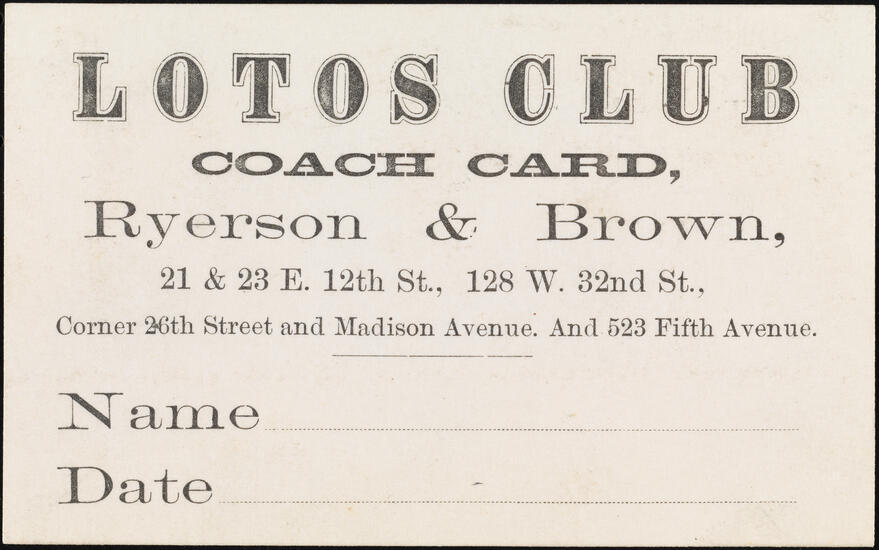 LOTOS CLUB
COACH CARD,
Ryerson & Brown,
21 & 23 E. 12th St., 128 W. 32nd St.,
Corner 26th Street and Madison Avenue. And 523 Fifth Avenue.
Name
Date